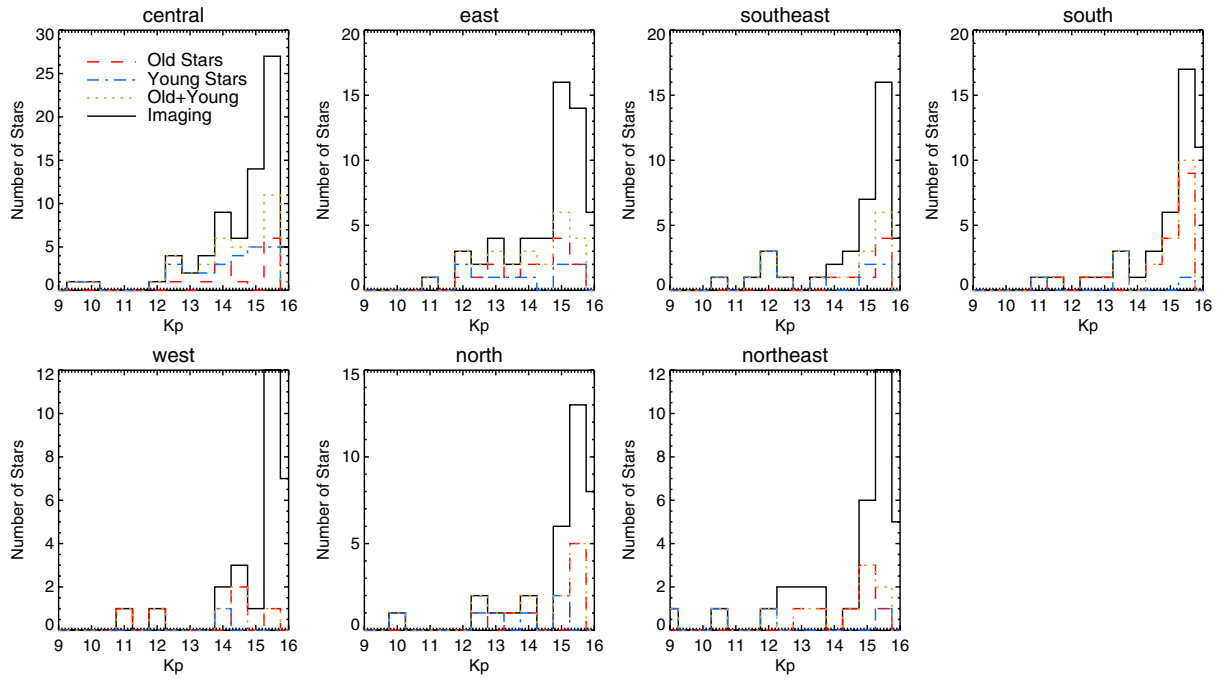 central
30
25
20
15
10
5
0
Number of Stars
Old Stars
Young Stars
Old+Young
Imaging
9 10 11 12 13 14 15 16
Kp
east
20
15
10
5
0
Number of Stars
9 10 11 12 13 14 15 16
Kp
southeast
20
15
10
5
0
Number of Stars
9 10 11 12 13 14 15 16
Kp
south
20
15
10
5
0
Number of Stars
9 10 11 12 13 14 15 16
Kp
west
12
10
8
6
4
2
0
Number of Stars
9 10 11 12 13 14 15 16
Kp
north
15
10
5
0
Number of Stars
9 10 11 12 13 14 15 16
Kp
northeast
12
10
8
6
4
2
0
Number of Stars
9 10 11 12 13 14 15 16
Kp